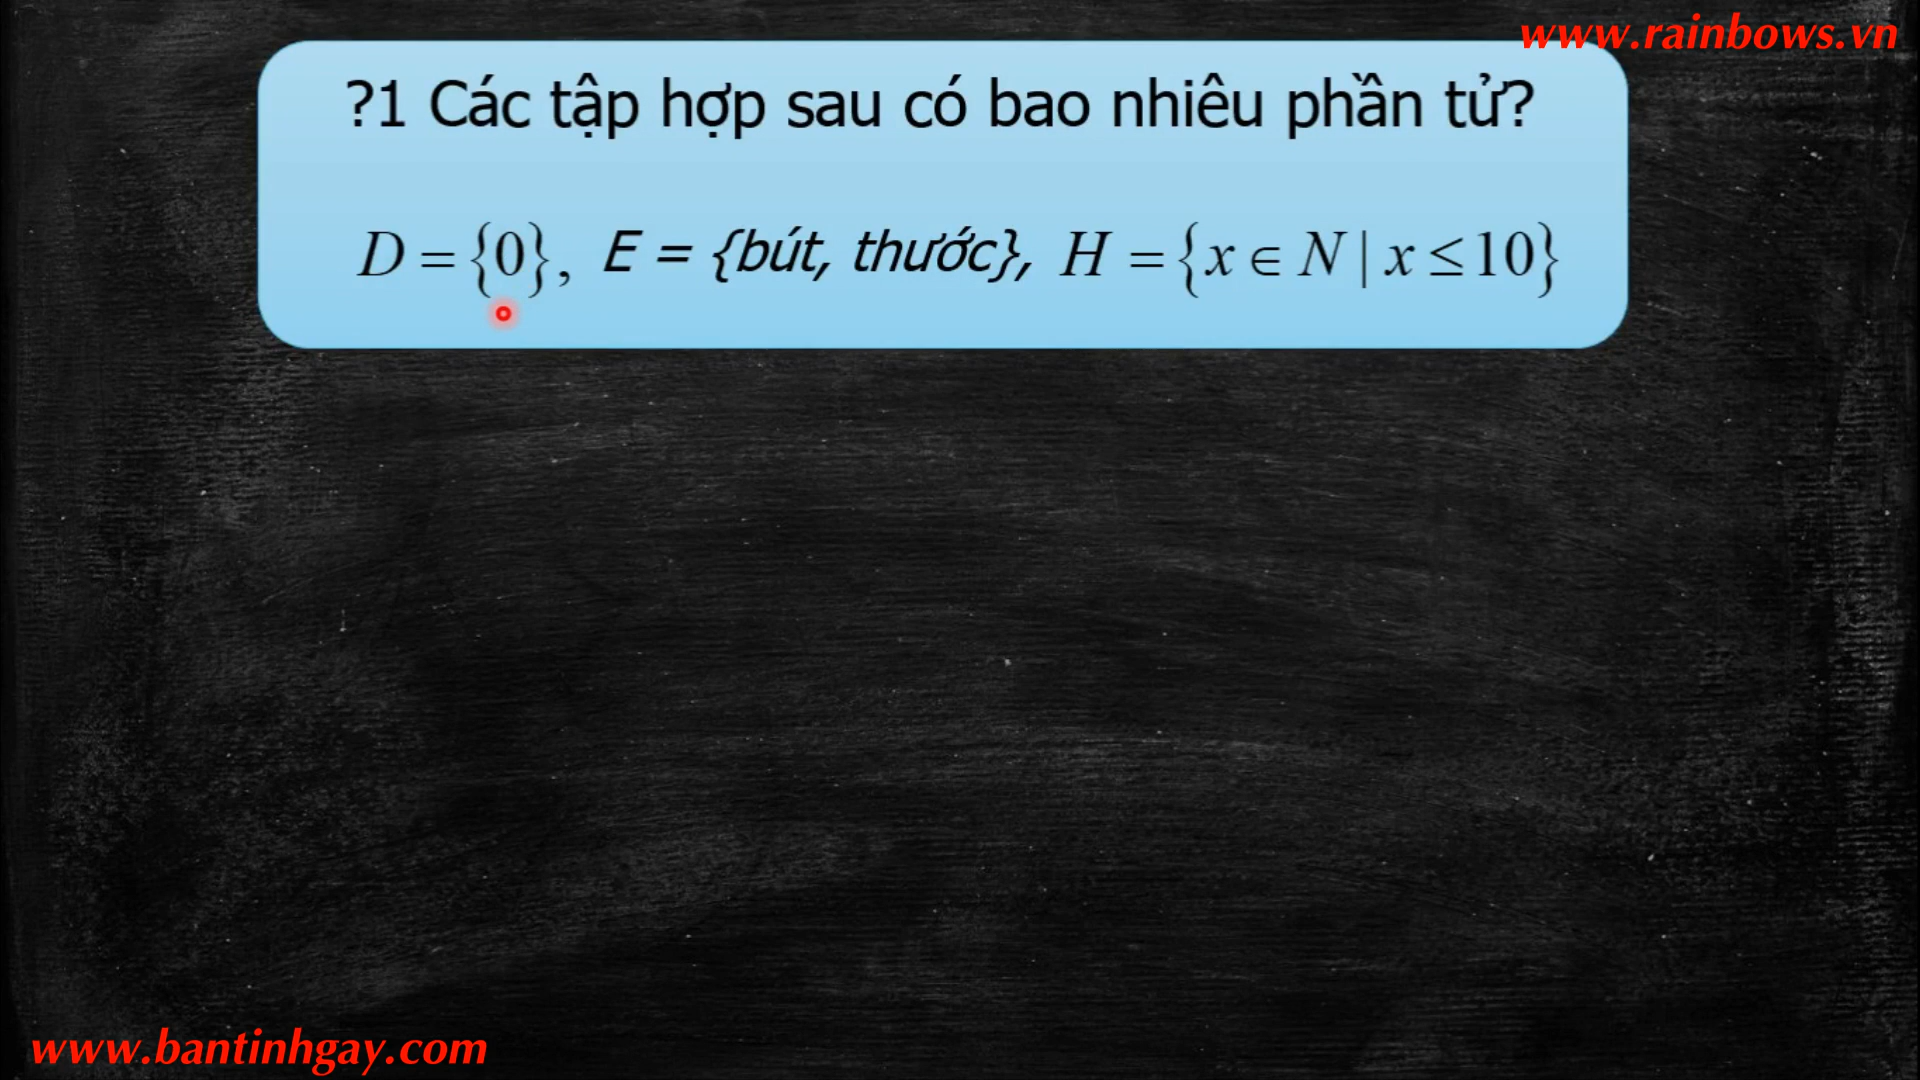 www.rainbows.vn
?1 Các tập hợp sau có bao nhiêu phần tử?
D = {0}, E = {bút, thước}, H = {x ∈ N | x ≤ 10}
www.bantinhgay.com